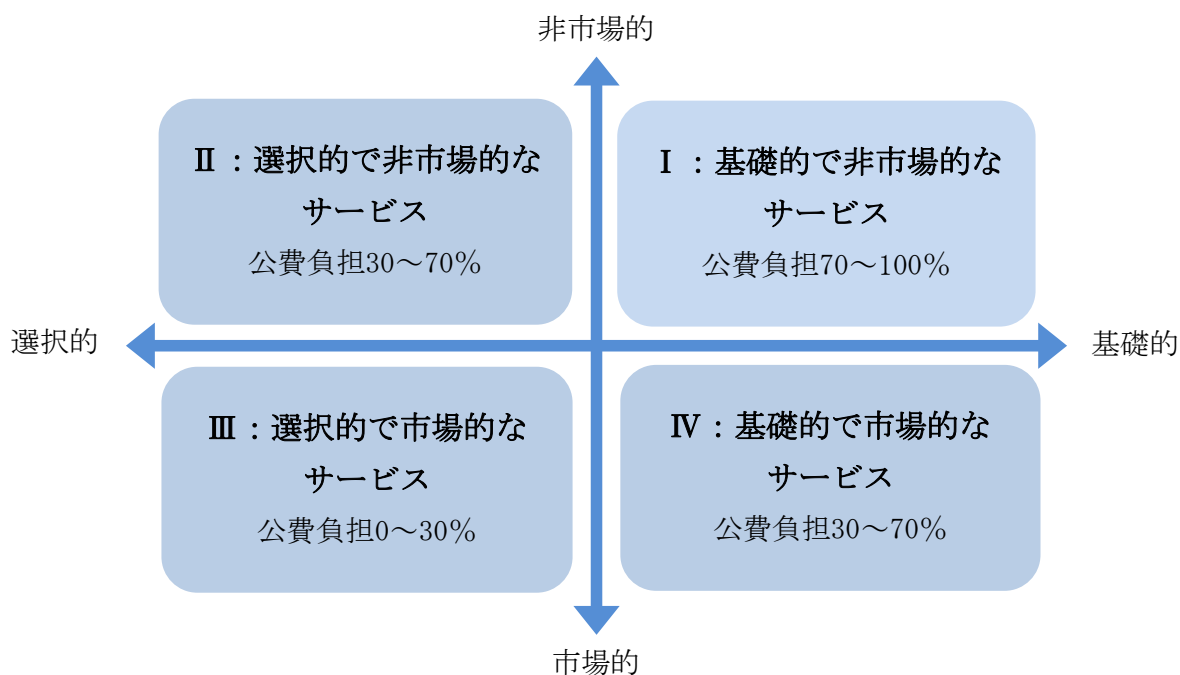 非市場的
Ⅱ：選択的で非市場的な
サービス
公費負担30～70％
Ⅰ：基礎的で非市場的な
サービス
公費負担70～100％
選択的
基礎的
Ⅲ：選択的で市場的な
サービス
公費負担0～30％
Ⅳ：基礎的で市場的な
サービス
公費負担30～70％
市場的